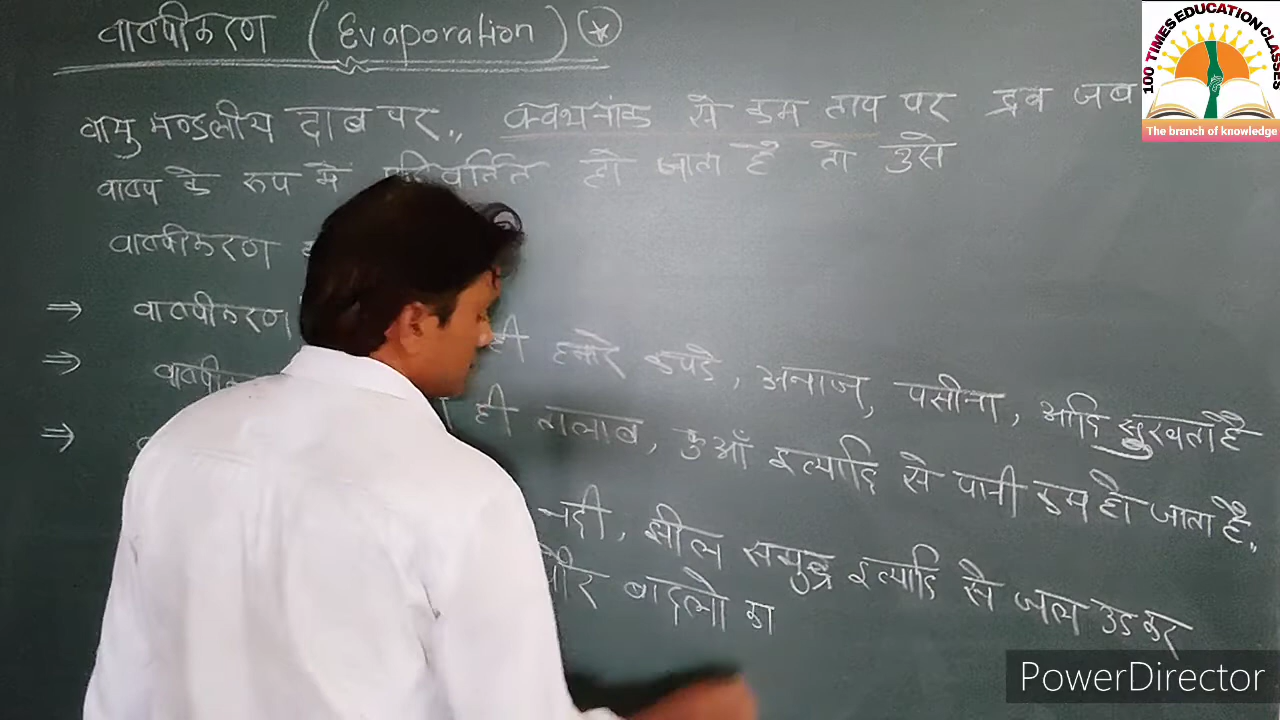 वाष्पीकरण (Evaporation)
वायु मण्डलीय दाब पर, क्वथनांक से कम ताप पर द्रव जब
वाष्प के रूप में परिवर्तित हो जाता है तो उसे
वाष्पीकरण
⇒ वाष्पीकरण ही हमारे कपडे, अनाज, पसीना, आदि सुखता है
⇒ ही तालाब, कुआँ इत्यादि से पानी कम हो जाता है.
⇒ नदी, झील समुद्र इत्यादि से जल उड कर
और बादलो का
100 TIMES EDUCATION CLASSES
The branch of knowledge
PowerDirector